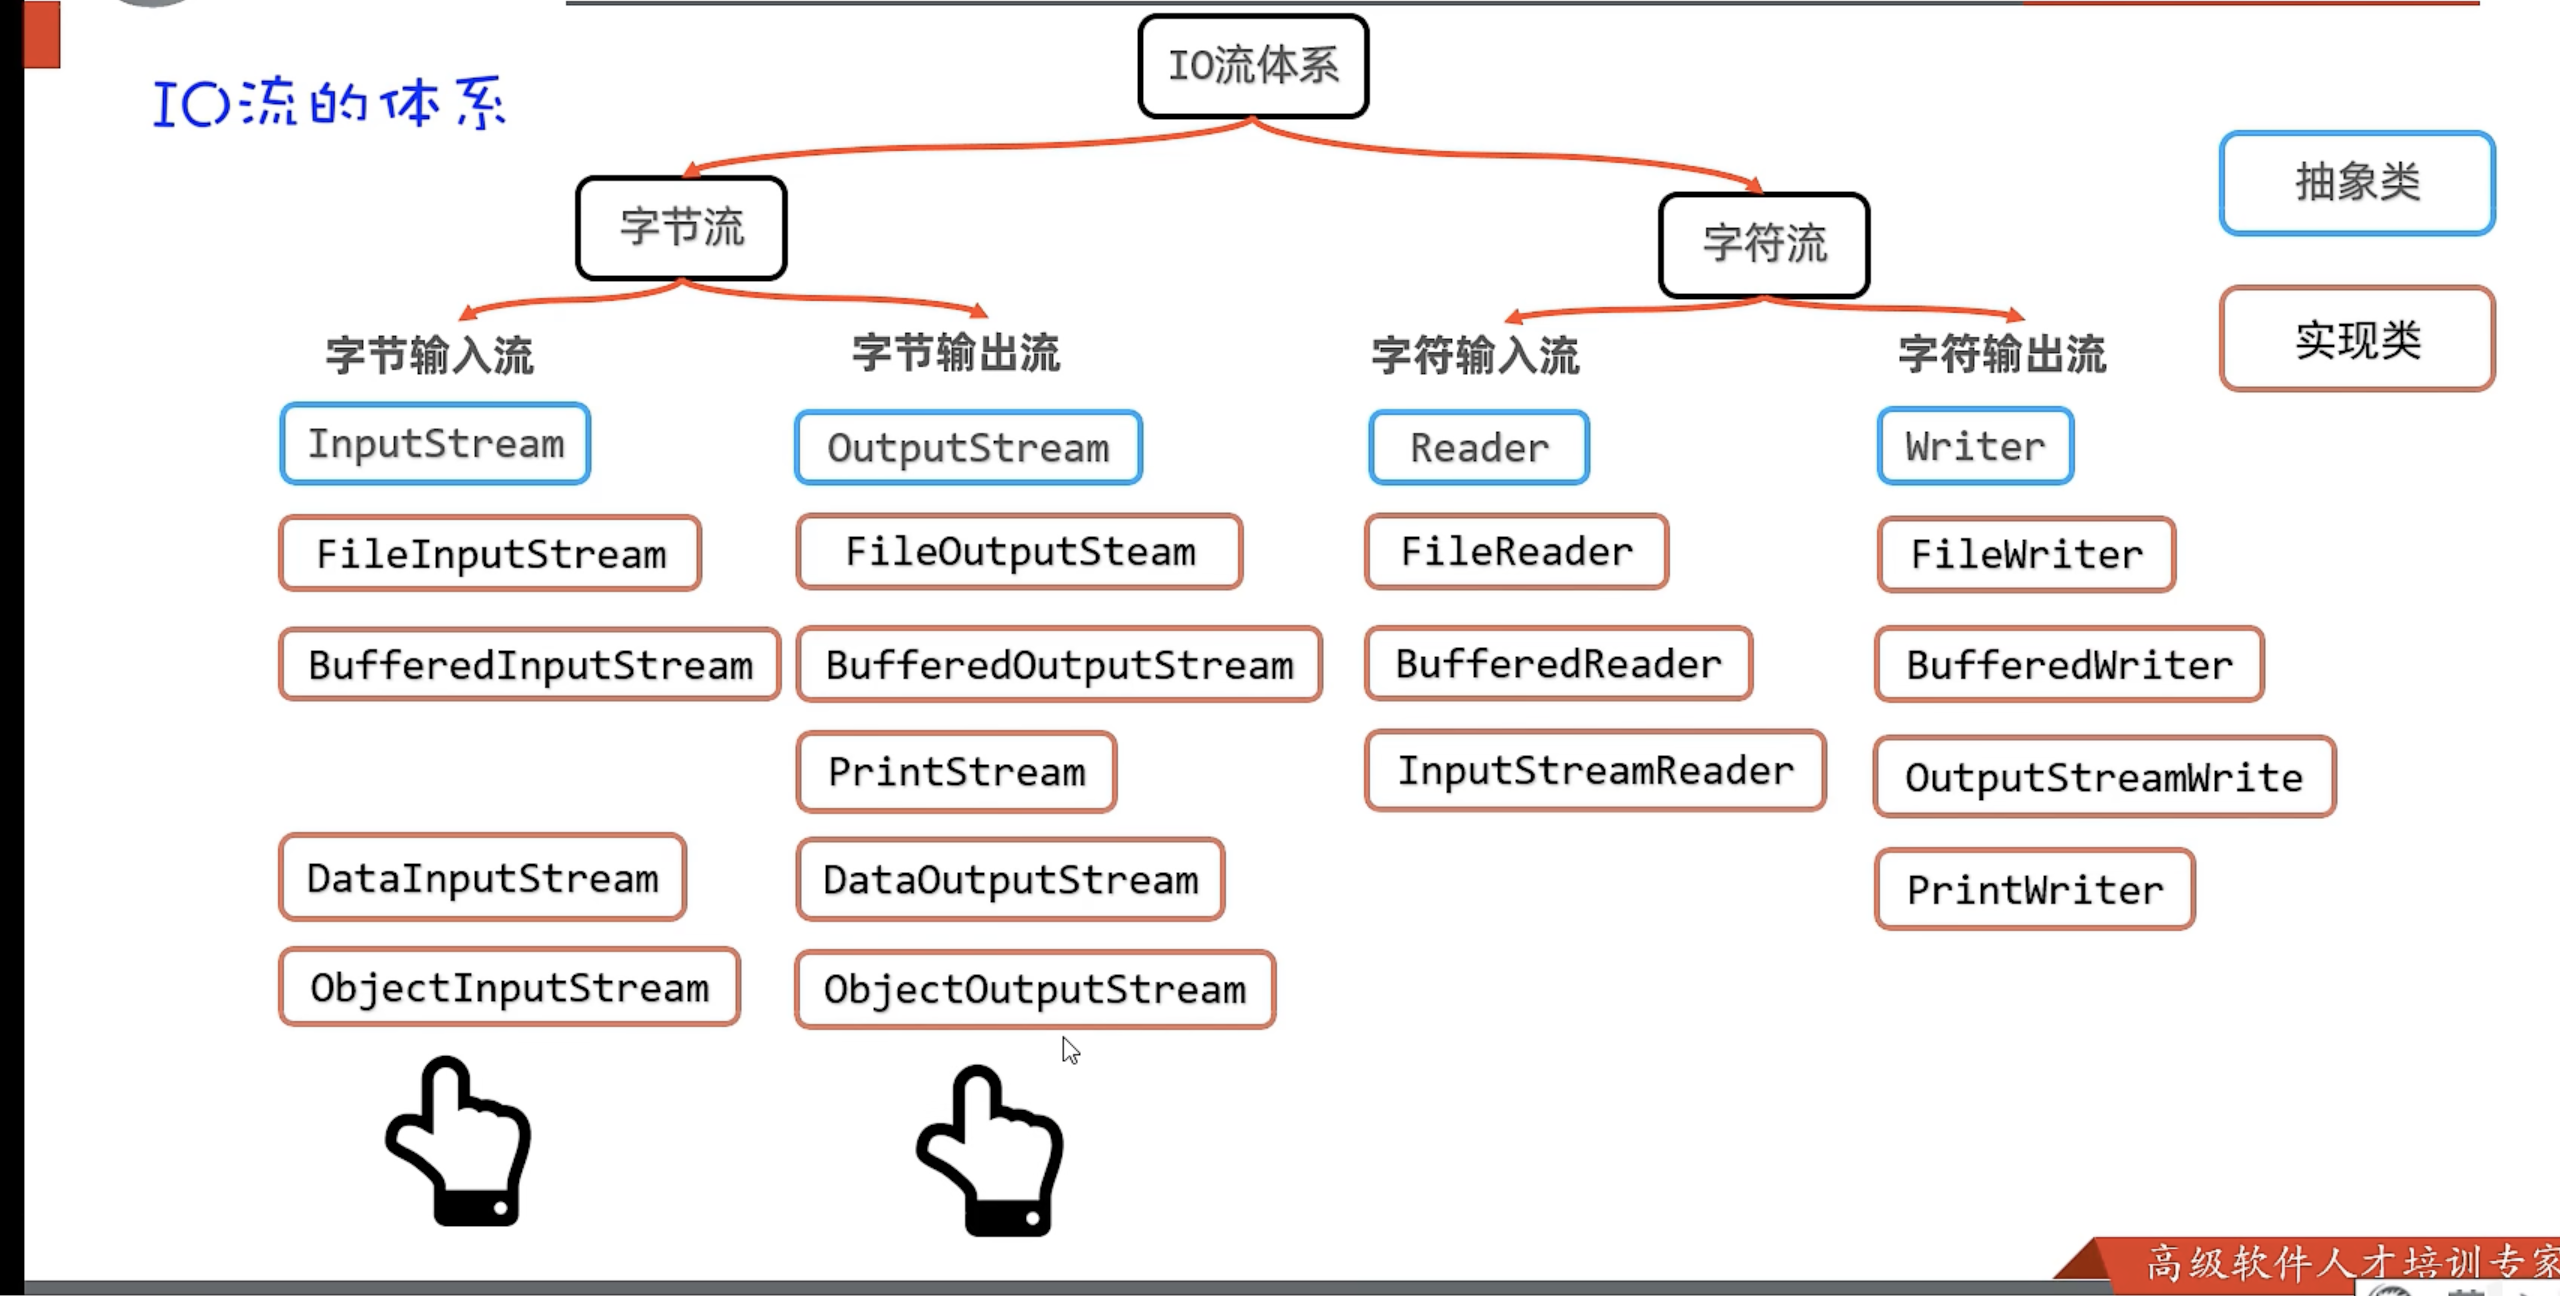 IO流体系
IO流的体系
抽象类
字节流
字符流
实现类
字节输入流
字节输出流
字符输入流
字符输出流
InputStream
OutputStream
Reader
Writer
FileInputStream
FileOutputSteam
FileReader
FileWriter
BufferedInputStream
BufferedOutputStream
BufferedReader
BufferedWriter
PrintStream
InputStreamReader
OutputStreamWrite
DataInputStream
DataOutputStream
PrintWriter
ObjectInputStream
ObjectOutputStream
高级软件人才培训专家